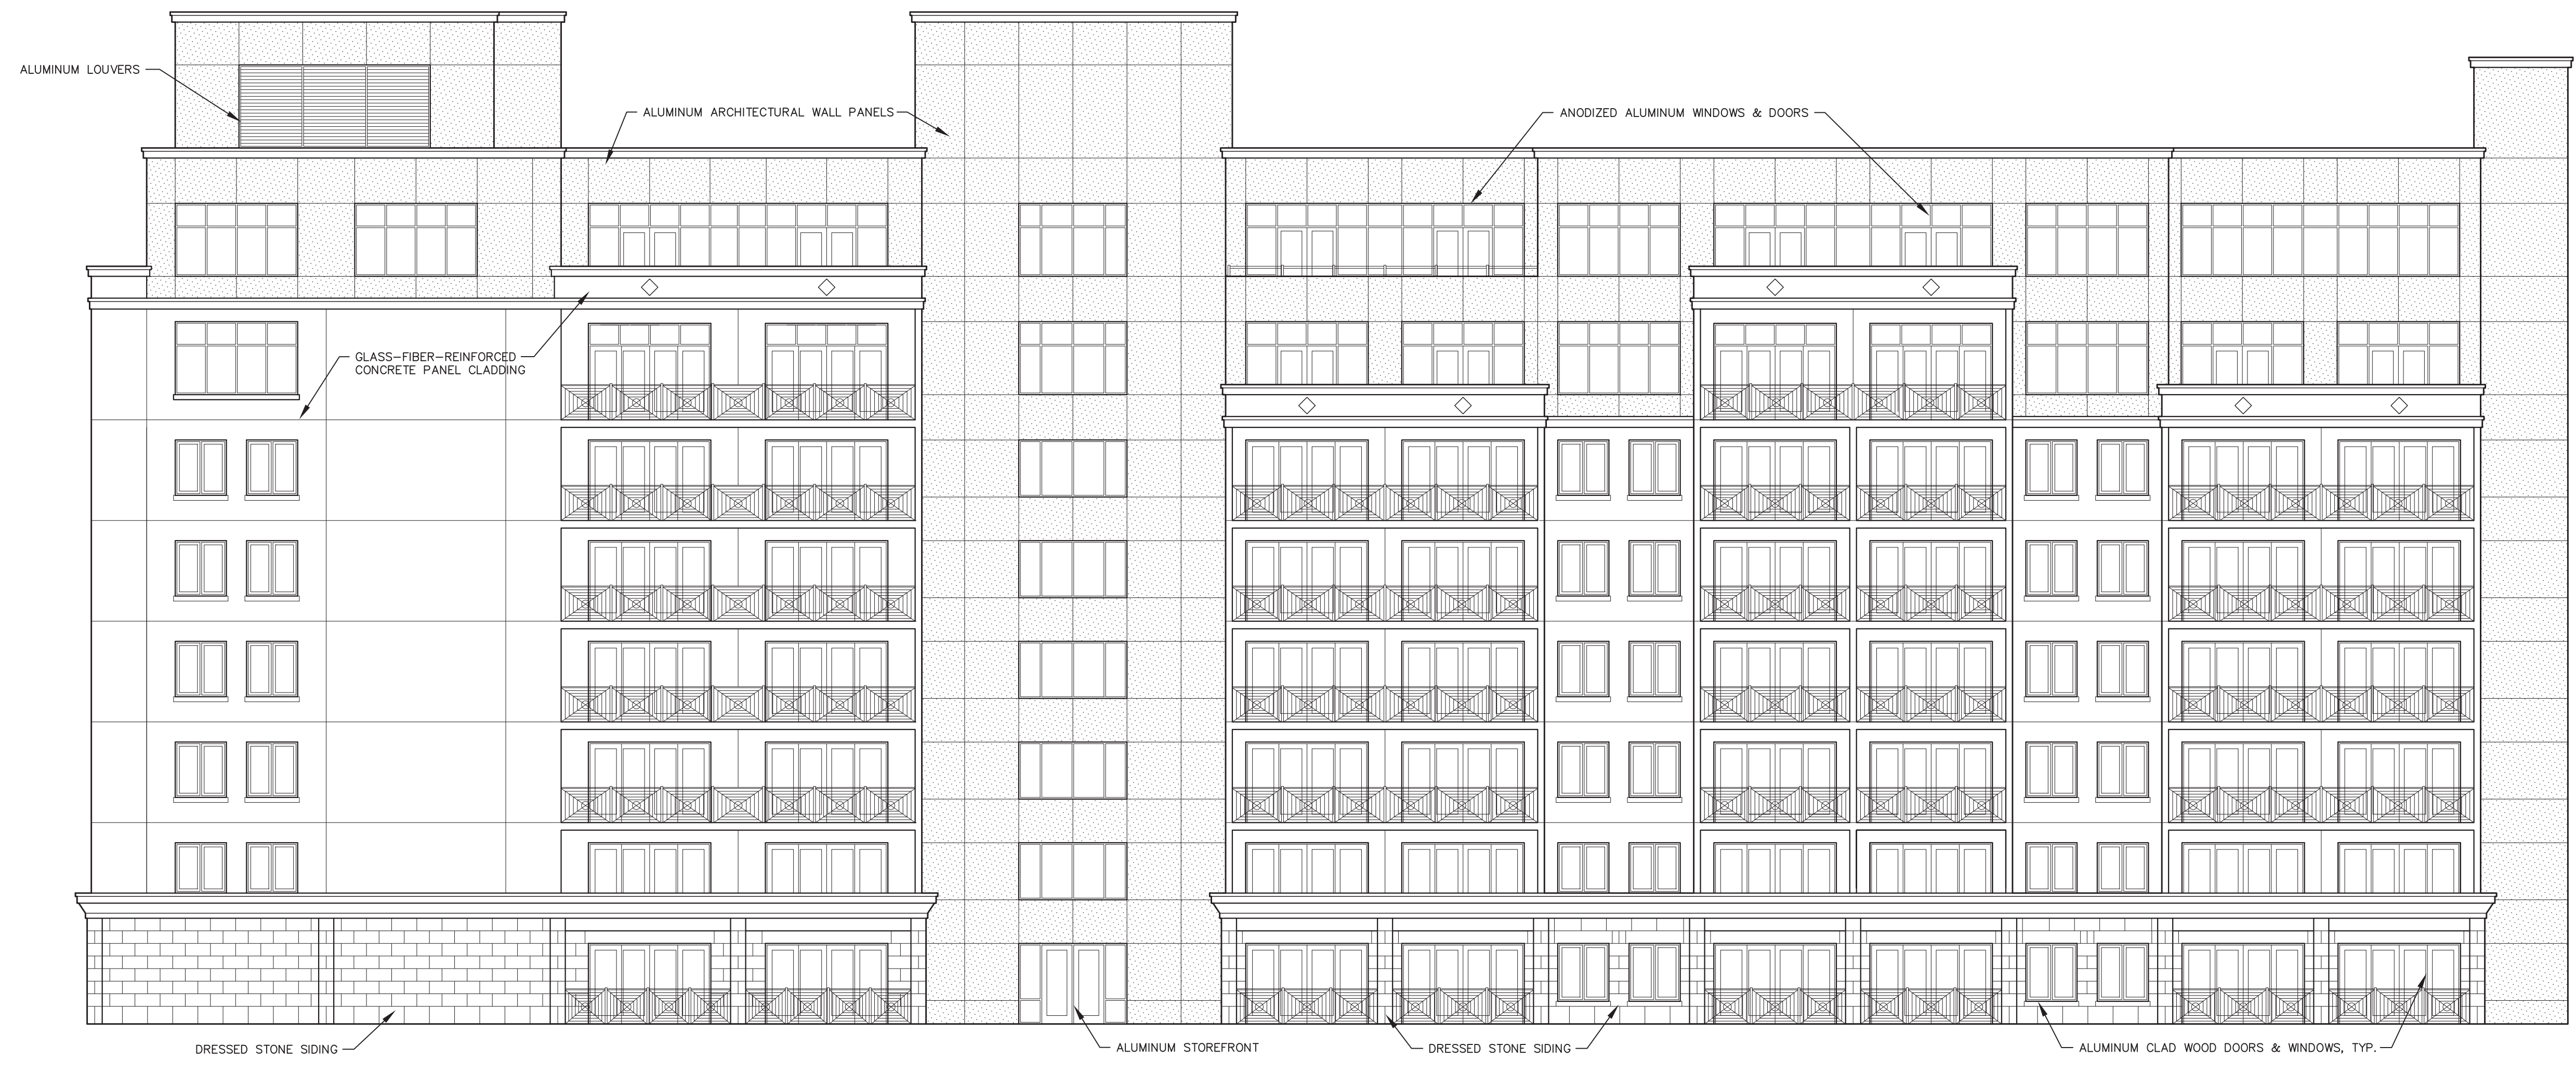 ALUMINUM LOUVERS
ALUMINUM ARCHITECTURAL WALL PANELS
ANODIZED ALUMINUM WINDOWS & DOORS
GLASS-FIBER-REINFORCED
CONCRETE PANEL CLADDING
DRESSED STONE SIDING
ALUMINUM STOREFRONT
DRESSED STONE SIDING
ALUMINUM CLAD WOOD DOORS & WINDOWS, TYP.